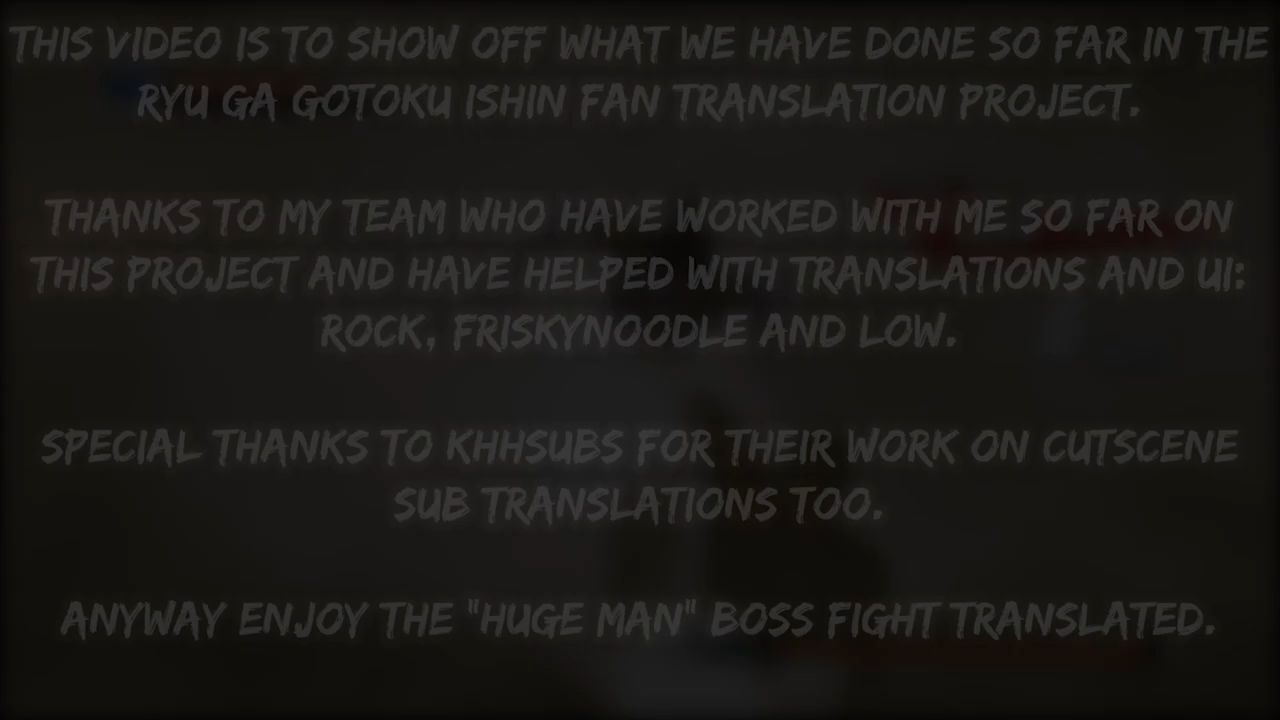 THIS VIDEO IS TO SHOW OFF WHAT WE HAVE DONE SO FAR IN THE
RYU GA GOTOKU ISHIN FAN TRANSLATION PROJECT.
THANKS TO MY TEAM WHO HAVE WORKED WITH ME SO FAR ON
THIS PROJECT AND HAVE HELPED WITH TRANSLATIONS AND UI:
ROCK, FRISKYNOODLE AND LOW.
SPECIAL THANKS TO KHHSUBS FOR THEIR WORK ON CUTSCENE
SUB TRANSLATIONS TOO.
ANYWAY ENJOY THE "HUGE MAN" BOSS FIGHT TRANSLATED.